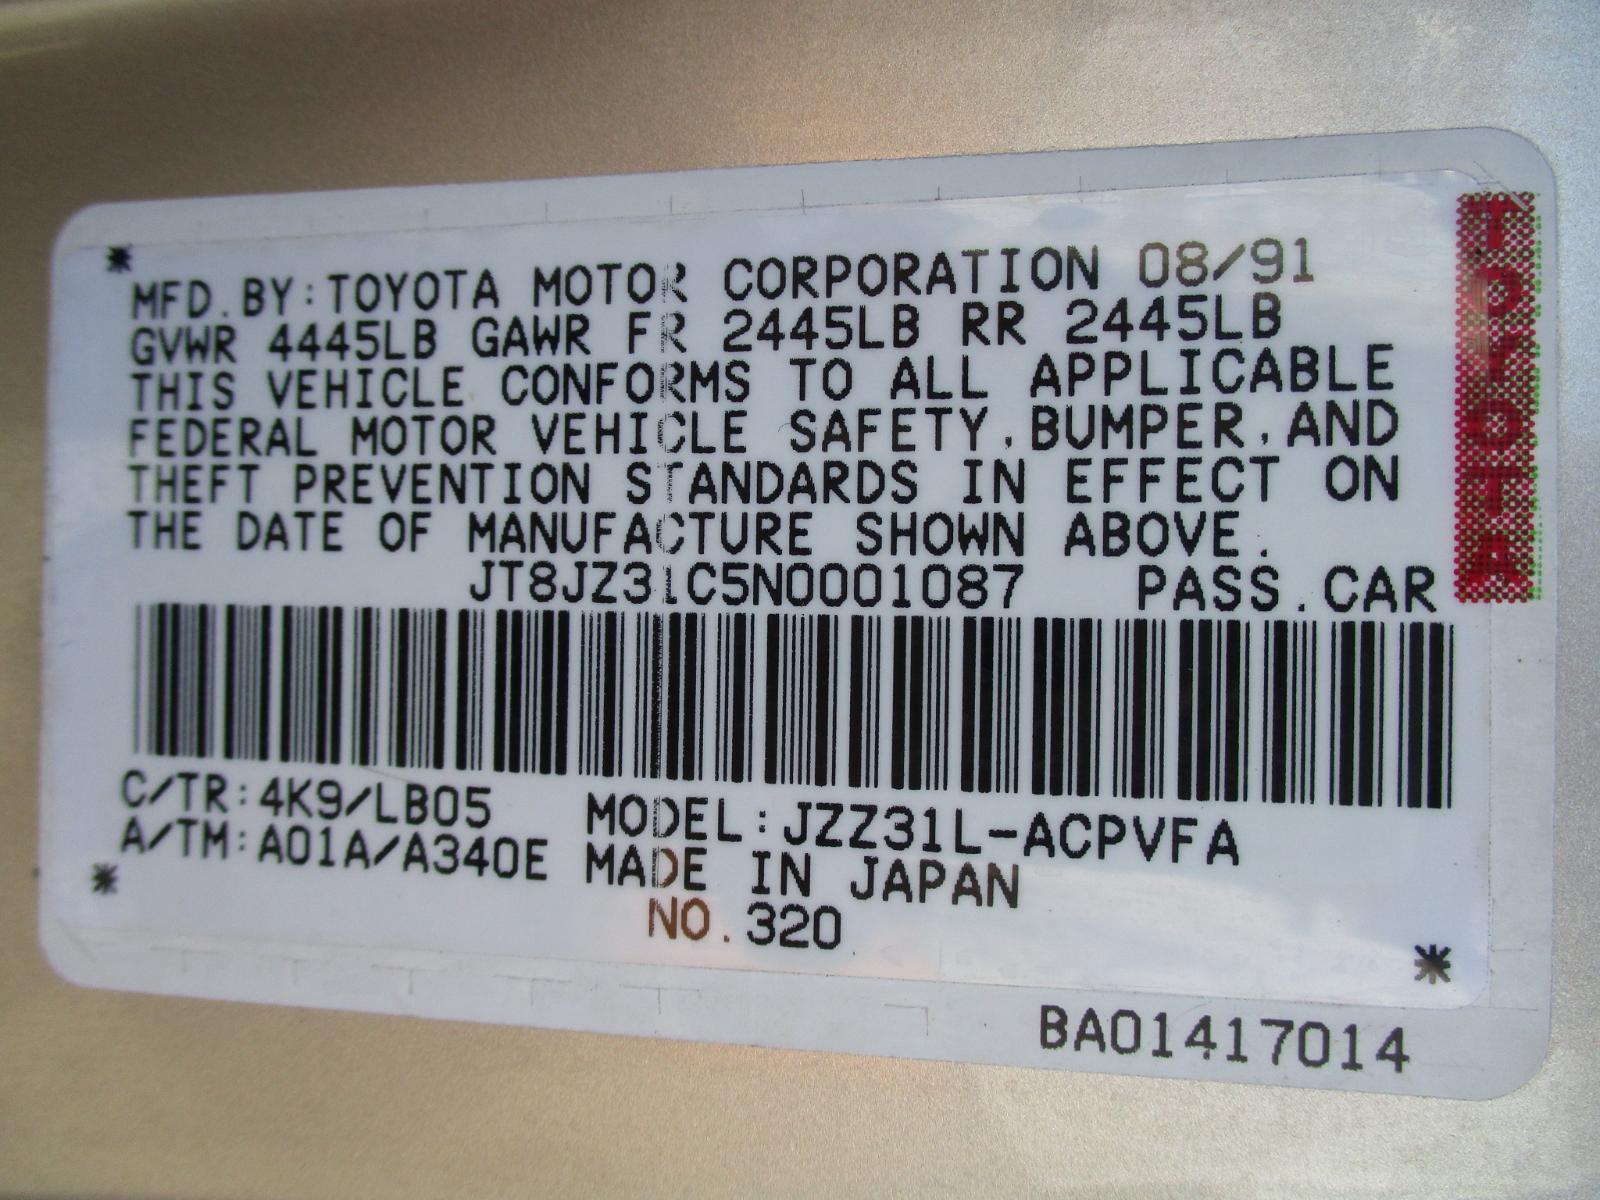 MFD.BY:TOYOTA MOTOR CORPORATION 08/91
GVWR 4445LB GAWR FR 2445LB RR 2445LB
THIS VEHICLE CONFORMS TO ALL APPLICABLE
FEDERAL MOTOR VEHICLE SAFETY,BUMPER,AND
THEFT PREVENTION STANDARDS IN EFFECT ON
THE DATE OF MANUFACTURE SHOWN ABOVE.
JT8JZ31C5N0001087 PASS.CAR
C/TR:4K9/LB05 MODEL:JZZ31L-ACPVFA
A/TM:A01A/A340E MADE IN JAPAN
NO.320
BA01417014
TOYOTA